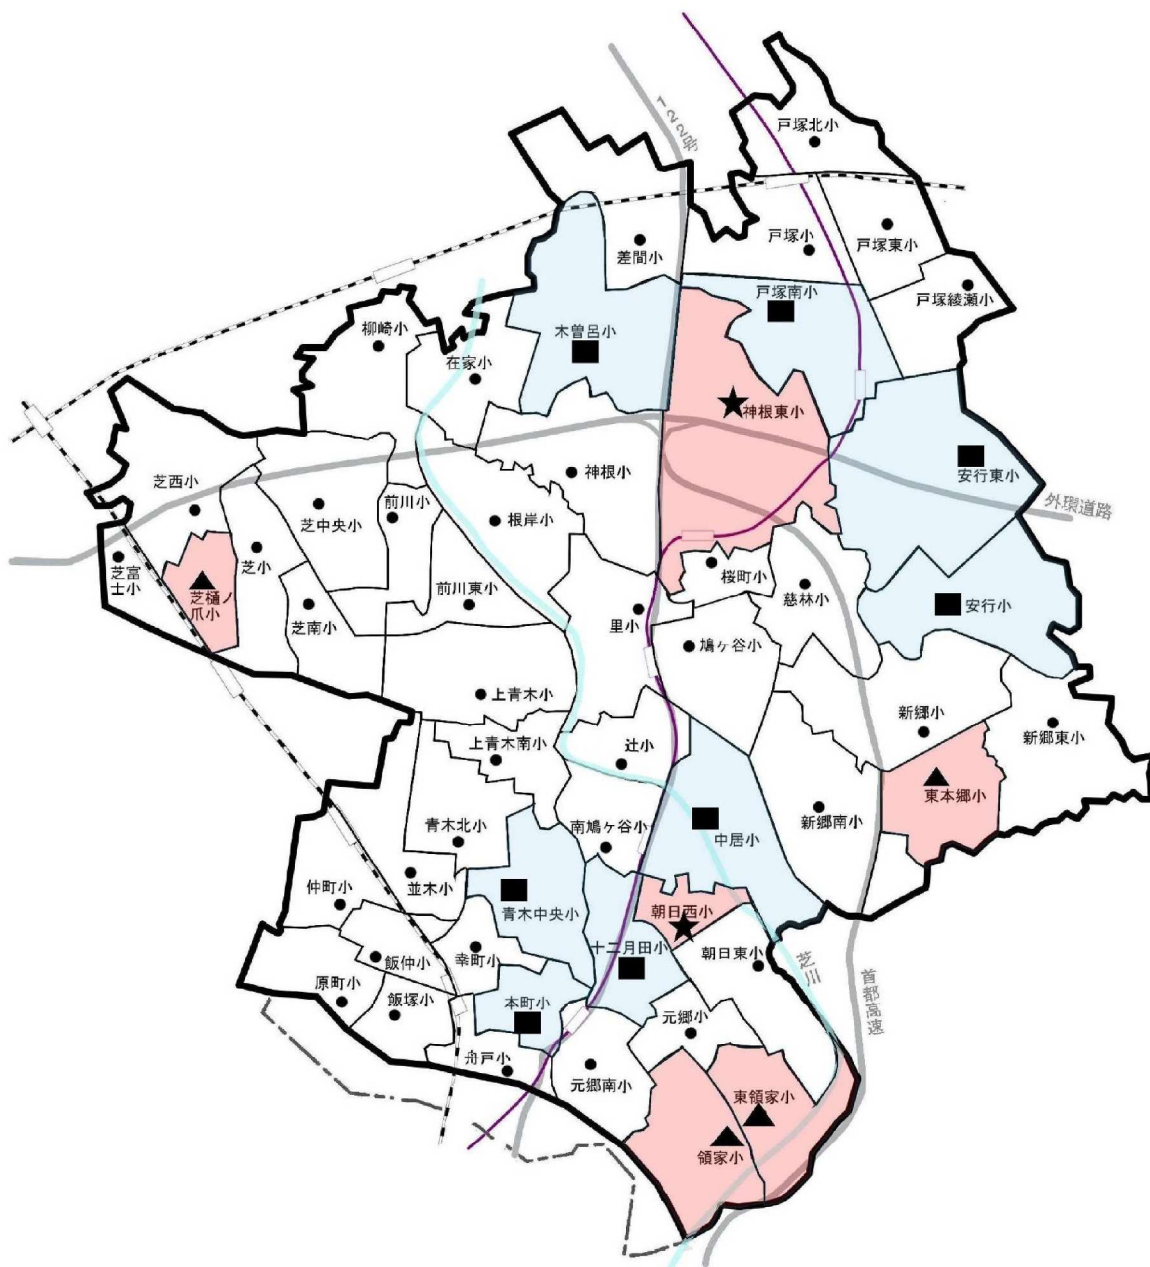 122号
戸塚北小
戸塚小
戸塚東小
差間小
戸塚綾瀬小
戸塚南小
木曽呂小
柳崎小
在家小
神根東小
安行東小
外環道路
神根小
芝西小
芝中央小
前川小
根岸小
芝富
士小
芝樋ノ
爪小
芝小
芝南小
前川東小
里小
桜町小
慈林小
安行小
鳩ヶ谷小
上青木小
新郷小
新郷東小
上青木南小
辻小
東本郷小
新郷南小
中居小
青木北小
南鳩ヶ谷小
並木小
仲町小
青木中央小
朝日西小
十二月田小
朝日東小
芝川
首都高速
幸町小
飯仲小
原町小
飯塚小
本町小
元郷小
舟戸小
元郷南小
東領家小
領家小